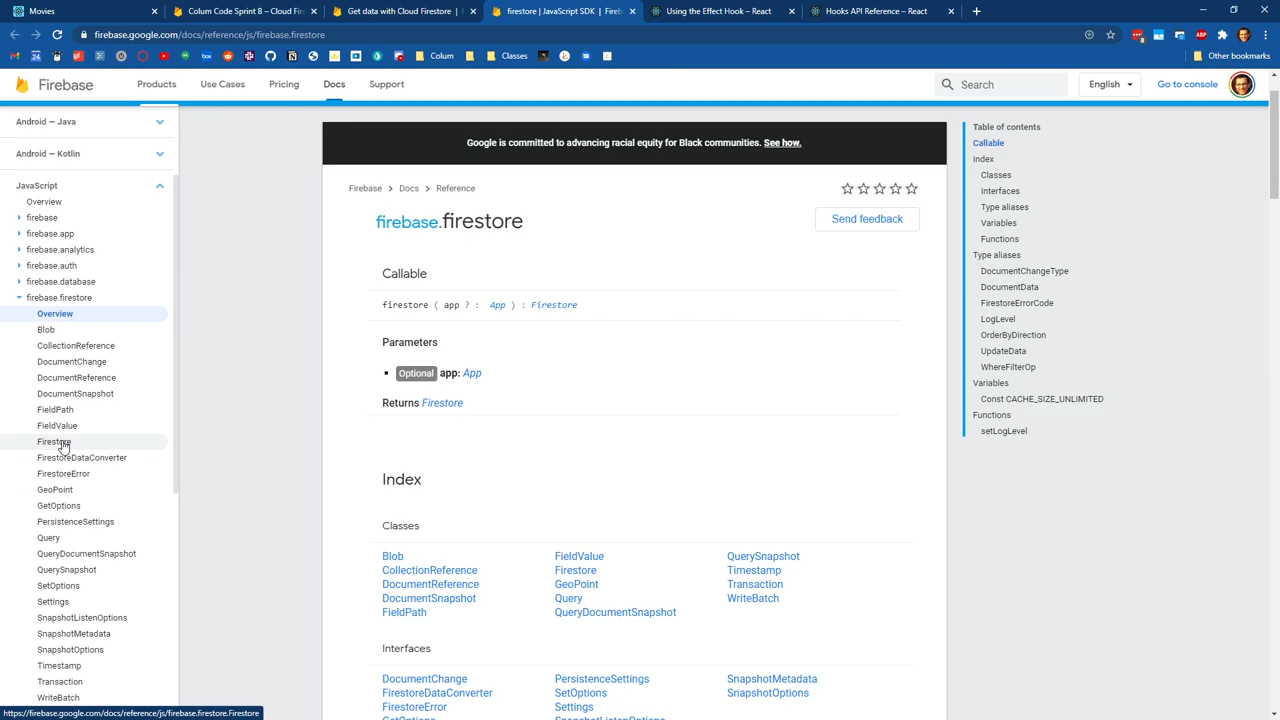 Movies
Colum Code Sprint B – Cloud Fire
Get data with Cloud Firestore
firestore | JavaScript SDK | Fireb
Using the Effect Hook – React
Hooks API Reference – React
firebase.google.com/docs/reference/js/firebase.firestore
Colum
Classes
Other bookmarks
Firebase
Products
Use Cases
Pricing
Docs
Support
Search
English
Go to console
Android — Java
Android — Kotlin
JavaScript
Overview
firebase
firebase.app
firebase.analytics
firebase.auth
firebase.database
firebase.firestore
Overview
Blob
CollectionReference
DocumentChange
DocumentReference
DocumentSnapshot
FieldPath
FieldValue
Firestore
FirestoreDataConverter
FirestoreError
GeoPoint
GetOptions
PersistenceSettings
Query
QueryDocumentSnapshot
QuerySnapshot
SetOptions
Settings
SnapshotListenOptions
SnapshotMetadata
SnapshotOptions
Timestamp
Transaction
WriteBatch
https://firebase.google.com/docs/reference/js/firebase.firestore.Firestore
Google is committed to advancing racial equity for Black communities. See how.
Firebase > Docs > Reference
firebase.firestore
Send feedback
Callable
firestore ( app ? : App ) : Firestore
Parameters
Optional app: App
Returns Firestore
Index
Classes
Blob
CollectionReference
DocumentReference
DocumentSnapshot
FieldPath
FieldValue
Firestore
GeoPoint
Query
QueryDocumentSnapshot
QuerySnapshot
Timestamp
Transaction
WriteBatch
Interfaces
DocumentChange
FirestoreDataConverter
FirestoreError
GetOptions
PersistenceSettings
SetOptions
Settings
SnapshotListenOptions
SnapshotMetadata
SnapshotOptions
Table of contents
Callable
Index
Classes
Interfaces
Type aliases
Variables
Functions
Type aliases
DocumentChangeType
DocumentData
FirestoreErrorCode
LogLevel
OrderByDirection
UpdateData
WhereFilterOp
Variables
Const CACHE_SIZE_UNLIMITED
Functions
setLogLevel